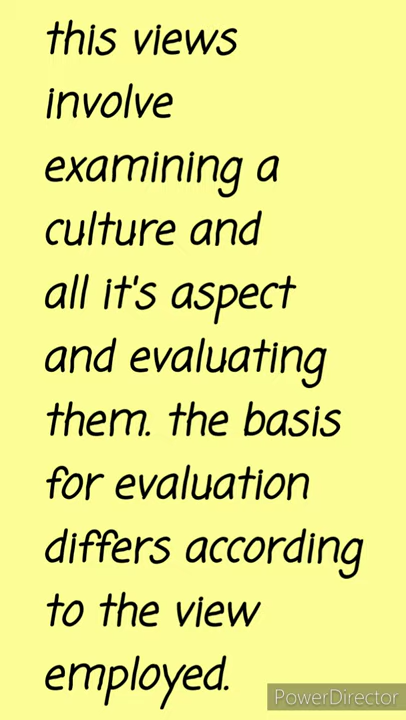 this views
involve
examining a
culture and
all it's aspect
and evaluating
them. the basis
for evaluation
differs according
to the view
employed.
PowerDirector